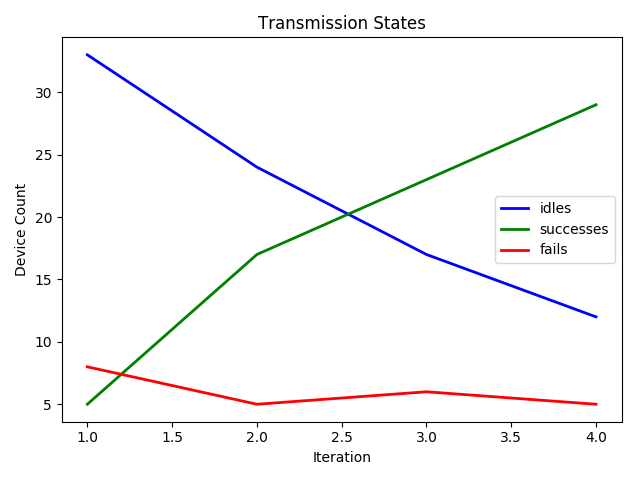 Transmission States
Device Count
30
25
20
15
10
5
idles
successes
fails
1.0 1.5 2.0 2.5 3.0 3.5 4.0
Iteration